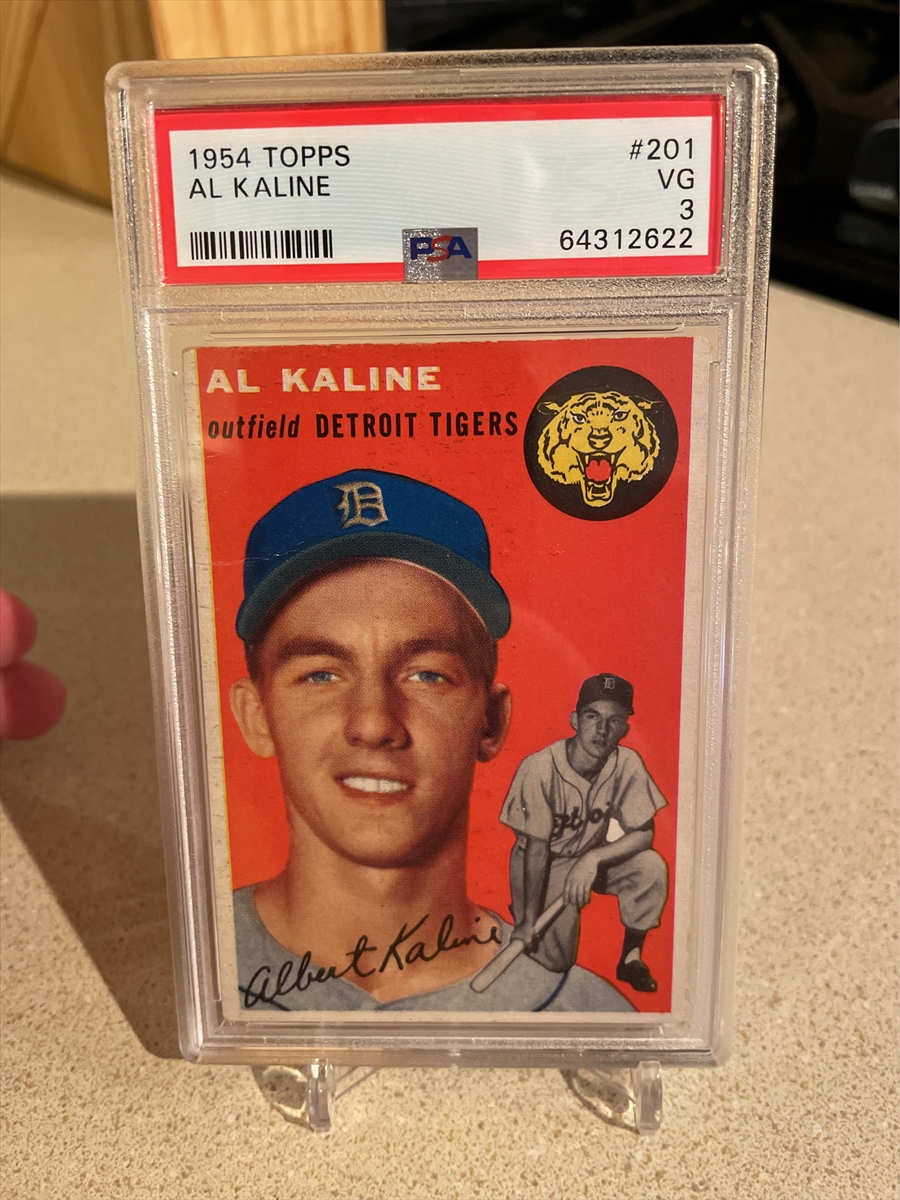 1954 TOPPS #201
AL KALINE VG
3
64312622
PSA
AL KALINE
outfield DETROIT TIGERS
D
D
Albert Kaline